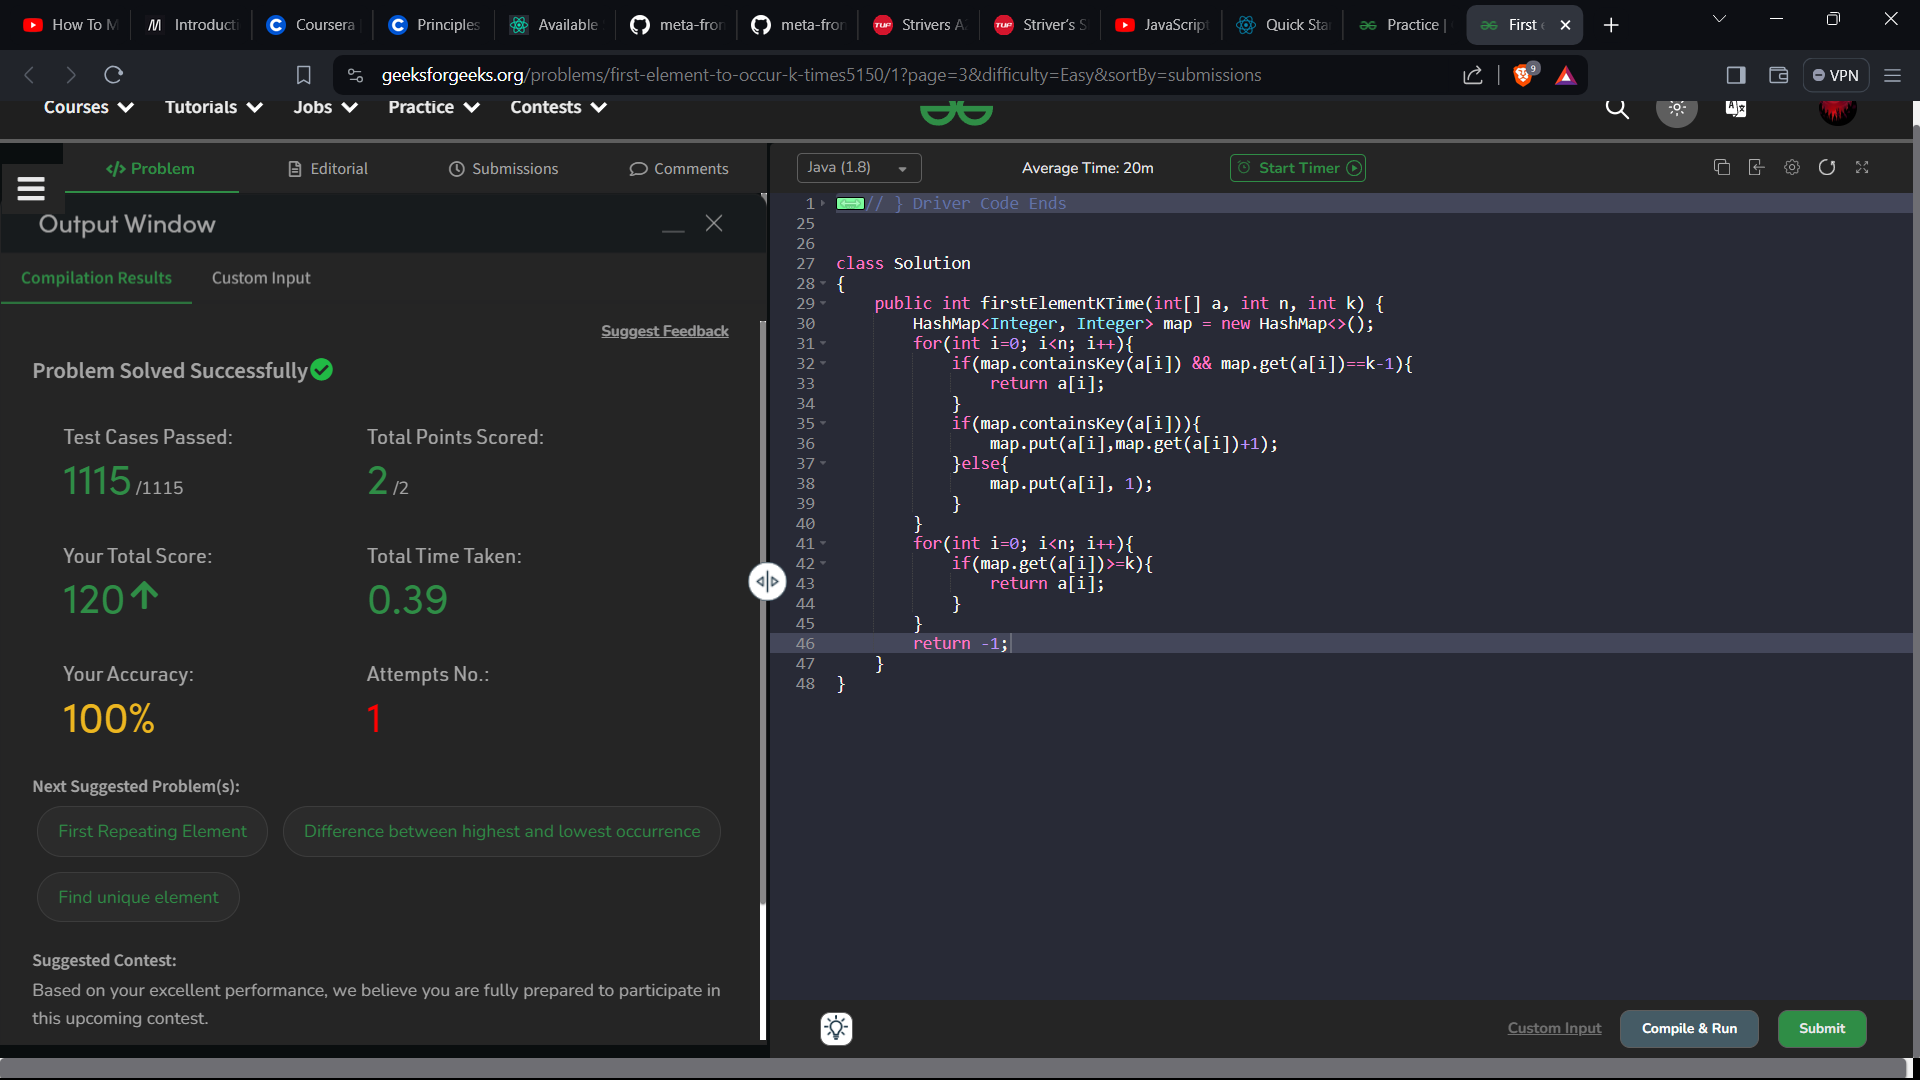 How To M
Introducti
Coursera
Principles
Available
meta-fron
meta-fron
Strivers A
Striver's S
JavaScript
Quick Sta
Practice |
First
geeksforgeeks.org/problems/first-element-to-occur-k-times5150/1?page=3&difficulty=Easy&sortBy=submissions
9
VPN
Courses
Tutorials
Jobs
Practice
Contests
</> Problem
Editorial
Submissions
Comments
Output Window
Compilation Results
Custom Input
Suggest Feedback
Problem Solved Successfully
Test Cases Passed:
1115 /1115
Total Points Scored:
2 /2
Your Total Score:
120
Total Time Taken:
0.39
Your Accuracy:
100%
Attempts No.:
1
Next Suggested Problem(s):
First Repeating Element
Difference between highest and lowest occurrence
Find unique element
Suggested Contest:
Based on your excellent performance, we believe you are fully prepared to participate in
this upcoming contest.
Java (1.8)
Average Time: 20m
Start Timer
1 // } Driver Code Ends
25
26
27 class Solution
28 {
29     public int firstElementKTime(int[] a, int n, int k) {
30         HashMap<Integer, Integer> map = new HashMap<>();
31         for(int i=0; i<n; i++){
32             if(map.containsKey(a[i]) && map.get(a[i])==k-1){
33                 return a[i];
34             }
35             if(map.containsKey(a[i])){
36                 map.put(a[i],map.get(a[i])+1);
37             }else{
38                 map.put(a[i], 1);
39             }
40         }
41         for(int i=0; i<n; i++){
42             if(map.get(a[i])>=k){
43                 return a[i];
44             }
45         }
46         return -1;
47     }
48 }
Custom Input
Compile & Run
Submit